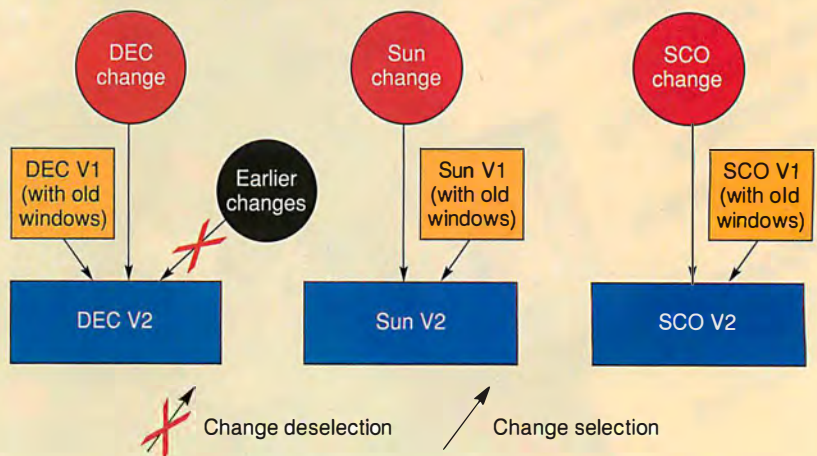 DEC
change
Sun
change
SCO
change
DEC V1
(with old
windows)
Earlier
changes
Sun V1
(with old
windows)
SCO V1
(with old
windows)
DEC V2
Sun V2
SCO V2
Change deselection
Change selection